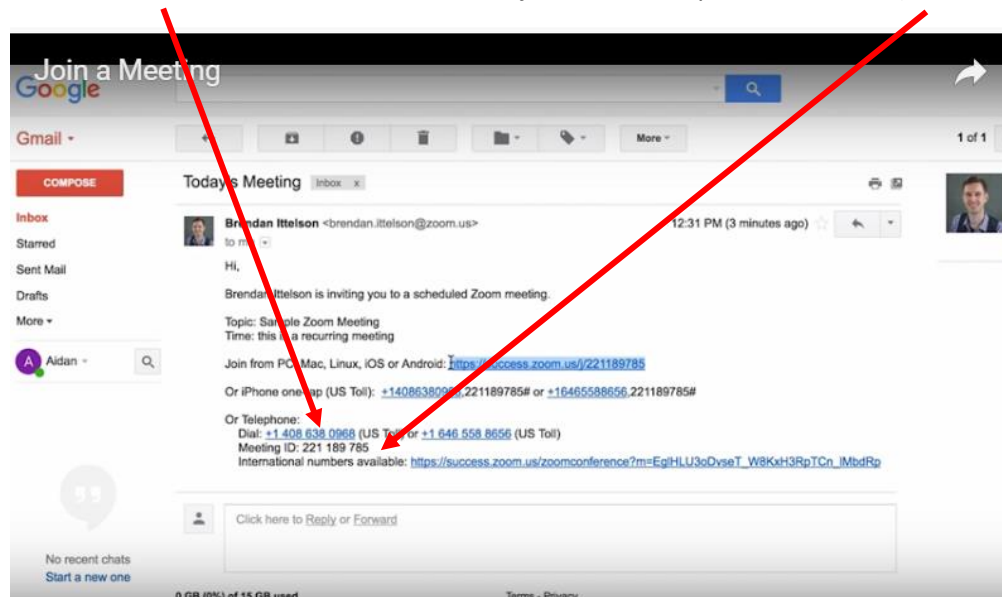 Join a Meeting
Google
Gmail
More
1 of 1
COMPOSE
Today's Meeting Inbox x
Inbox
Starred
Sent Mail
Drafts
More
A Aidan
Brendan Ittelson <brendan.ittelson@zoom.us>
12:31 PM (3 minutes ago)
to me
Hi,
Brendan Ittelson is inviting you to a scheduled Zoom meeting.
Topic: Sample Zoom Meeting
Time: this is a recurring meeting
Join from PC, Mac, Linux, iOS or Android: https://success.zoom.us/j/221189785
Or iPhone one-tap (US Toll): +14086380968,221189785# or +16465588656,221189785#
Or Telephone:
Dial: +1 408 638 0968 (US Toll) or +1 646 558 8656 (US Toll)
Meeting ID: 221 189 785
International numbers available: https://success.zoom.us/zoomconference?m=EglHLU3oDvseT_W8KxH3RpTCn_lMbdRp
Click here to Reply or Forward
No recent chats
Start a new one
0 GB (0%) of 15 GB used
Terms - Privacy